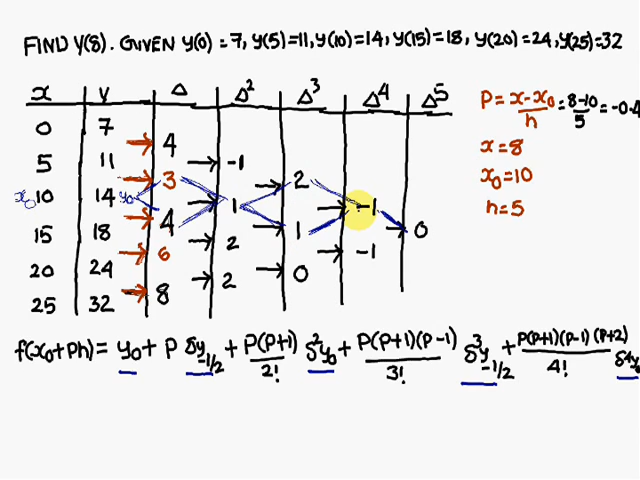 FIND Y(8). GIVEN Y(0) = 7, Y(5)=11, Y(10)=14, Y(15)=18, Y(20)=24, Y(25)=32
x y Δ Δ² Δ³ Δ⁴ Δ⁵
0 7
4
5 11 -1
3 2
x₀ 10 14 y₀ 1 -1
4 1 0
15 18 2 -1
6 0
20 24 2
8
25 32
P = x-x₀/h = 8-10/5 = -0.4
x = 8
x₀ = 10
h = 5
f(x₀+ph) = y₀ + P δy₋₁/₂ + P(P+1)/2! δ²y₀ + P(P+1)(P-1)/3! δ³y₋₁/₂ + P(P+1)(P-1)(P+2)/4! δ⁴y₀